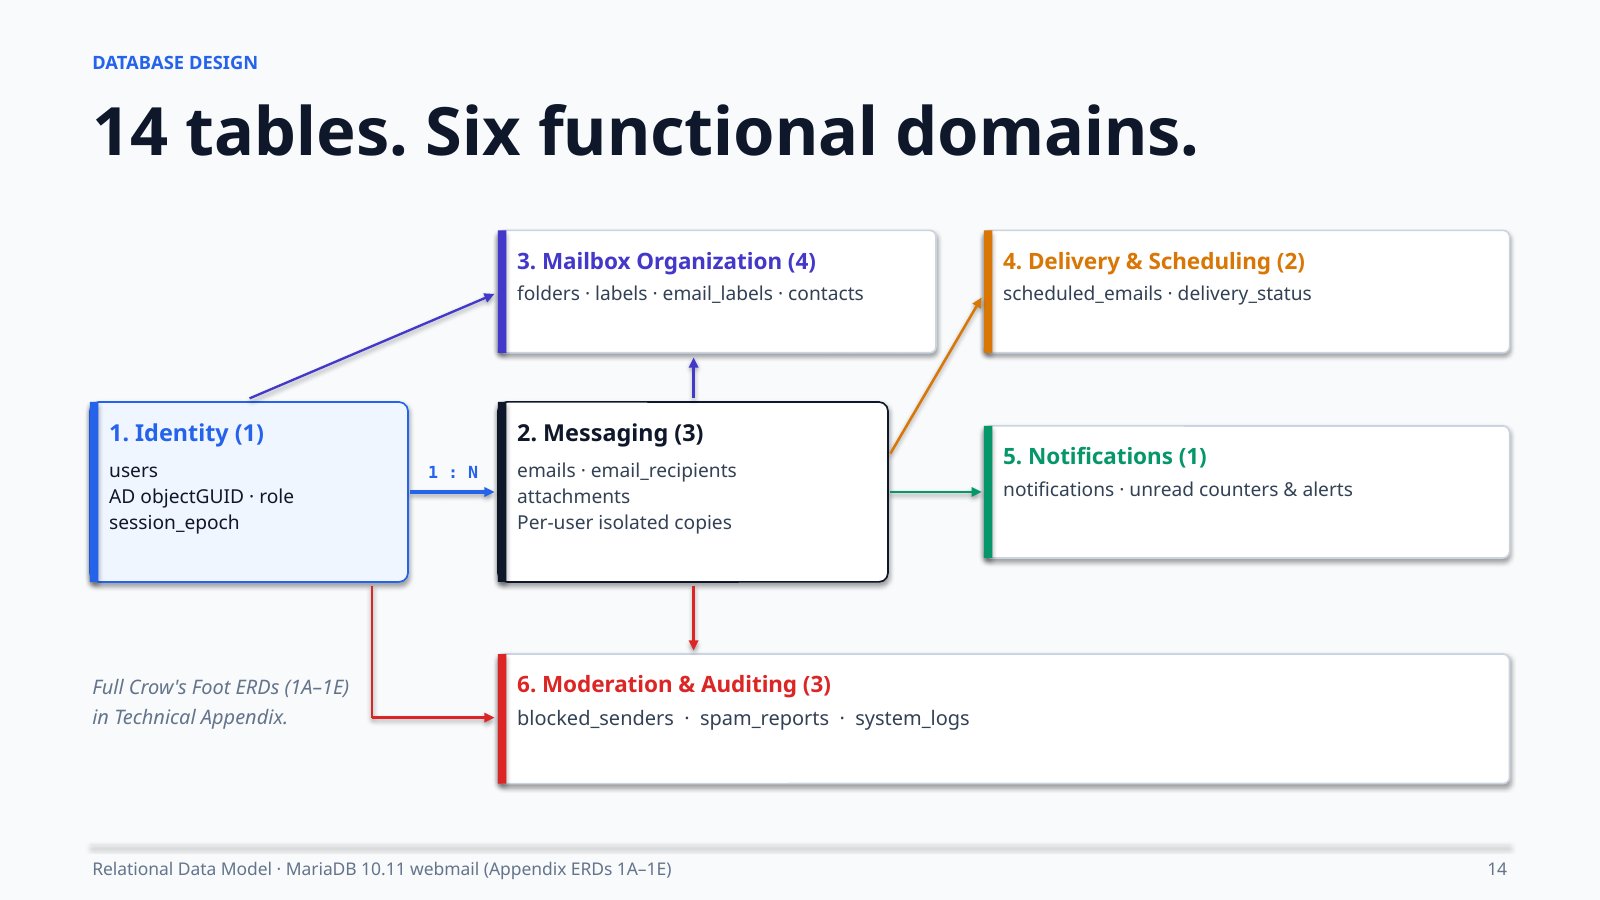 DATABASE DESIGN
14 tables. Six functional domains.
3. Mailbox Organization (4)
folders · labels · email_labels · contacts
4. Delivery & Scheduling (2)
scheduled_emails · delivery_status
1. Identity (1)
users
AD objectGUID · role
session_epoch
1 : N
2. Messaging (3)
emails · email_recipients
attachments
Per-user isolated copies
5. Notifications (1)
notifications · unread counters & alerts
Full Crow's Foot ERDs (1A–1E)
in Technical Appendix.
6. Moderation & Auditing (3)
blocked_senders · spam_reports · system_logs
Relational Data Model · MariaDB 10.11 webmail (Appendix ERDs 1A–1E)
14